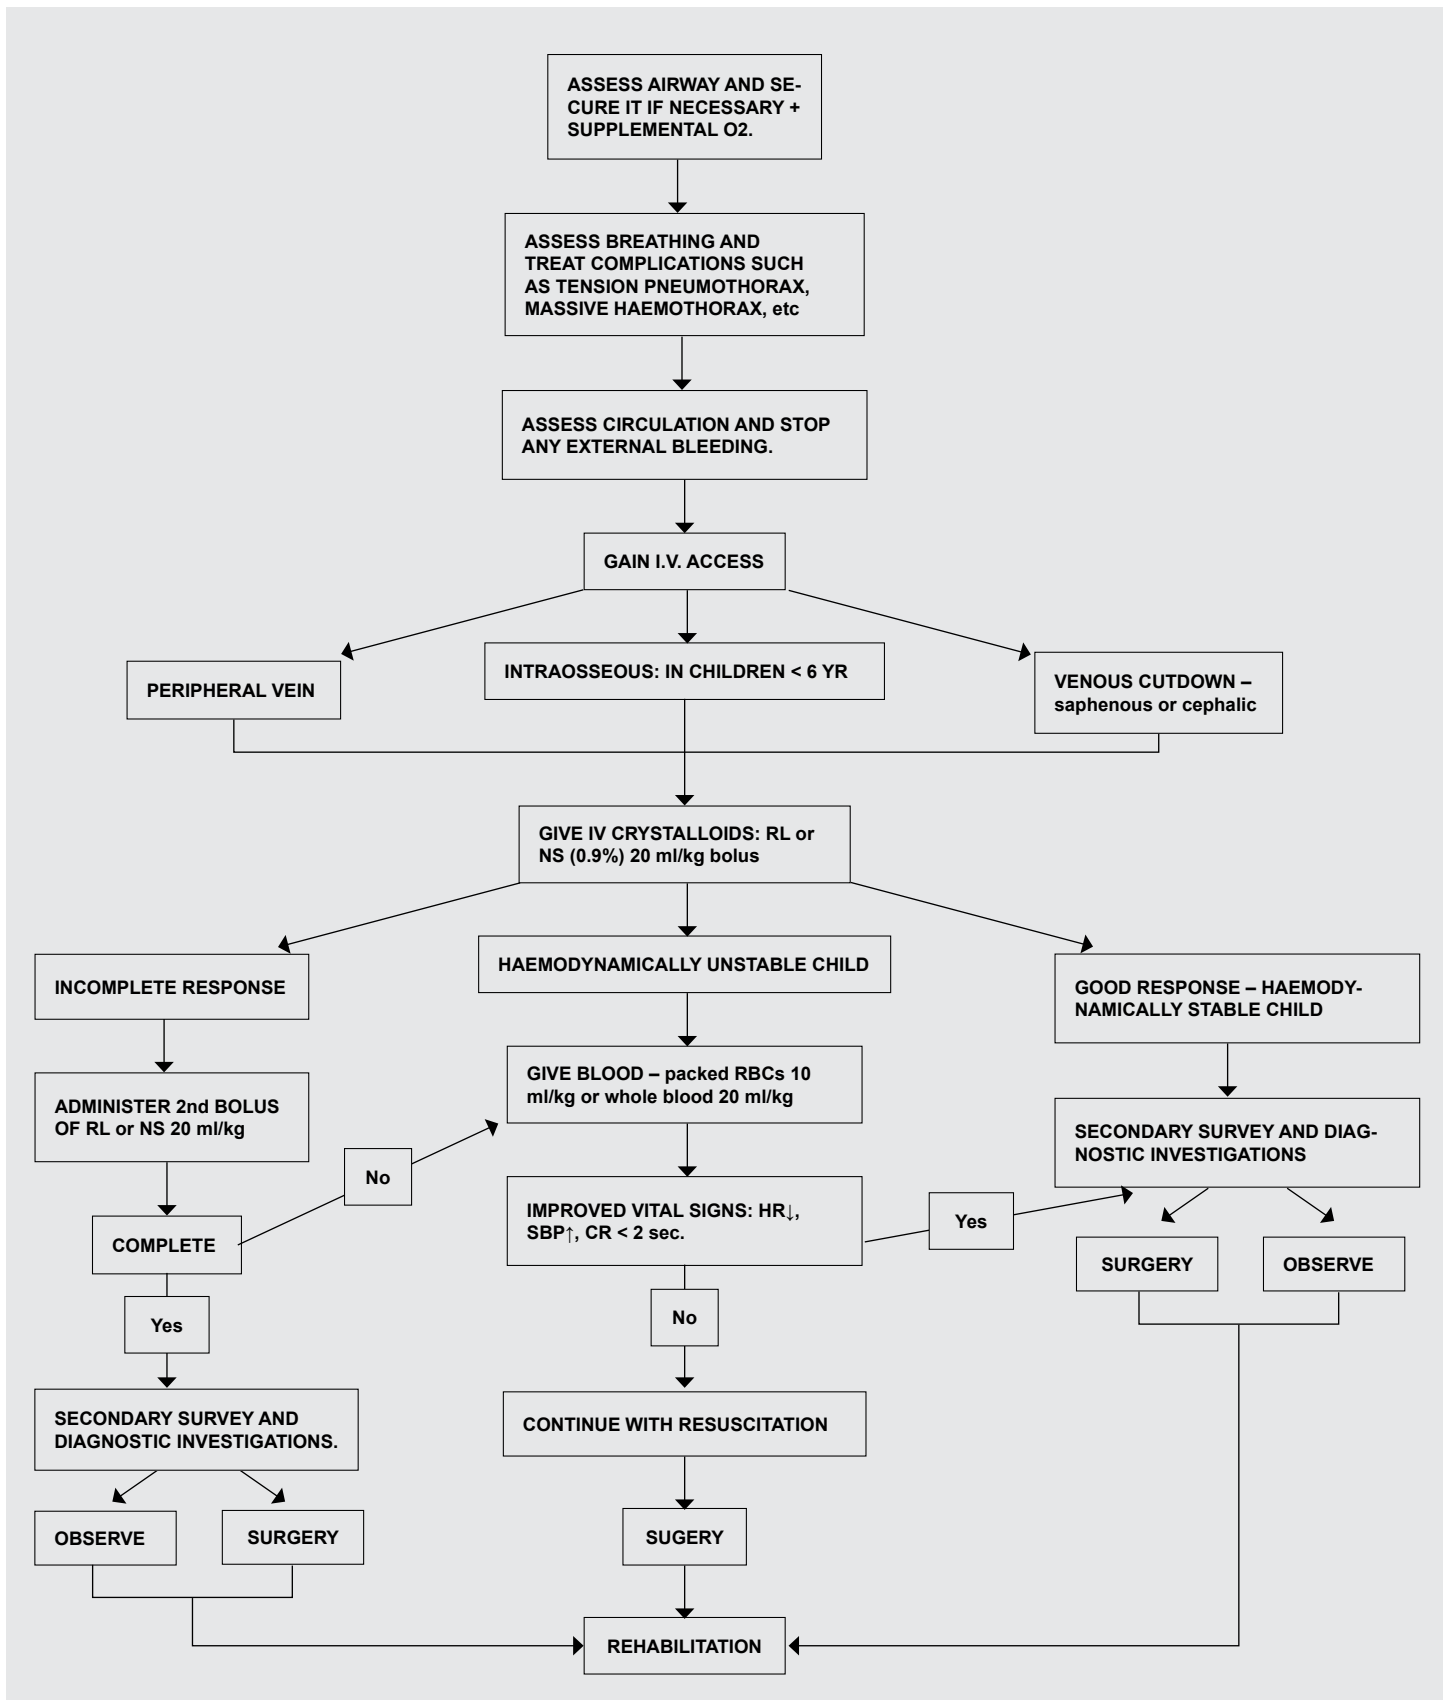 ASSESS AIRWAY AND SE-
CURE IT IF NECESSARY +
SUPPLEMENTAL O2.
ASSESS BREATHING AND
TREAT COMPLICATIONS SUCH
AS TENSION PNEUMOTHORAX,
MASSIVE HAEMOTHORAX, etc
ASSESS CIRCULATION AND STOP
ANY EXTERNAL BLEEDING.
GAIN I.V. ACCESS
PERIPHERAL VEIN
INTRAOSSEOUS: IN CHILDREN < 6 YR
VENOUS CUTDOWN –
saphenous or cephalic
GIVE IV CRYSTALLOIDS: RL or
NS (0.9%) 20 ml/kg bolus
INCOMPLETE RESPONSE
HAEMODYNAMICALLY UNSTABLE CHILD
GOOD RESPONSE – HAEMODY-
NAMICALLY STABLE CHILD
ADMINISTER 2nd BOLUS
OF RL or NS 20 ml/kg
GIVE BLOOD – packed RBCs 10
ml/kg or whole blood 20 ml/kg
SECONDARY SURVEY AND DIAG-
NOSTIC INVESTIGATIONS
No
COMPLETE
IMPROVED VITAL SIGNS: HR↓,
SBP↑, CR < 2 sec.
Yes
SURGERY
OBSERVE
Yes
No
SECONDARY SURVEY AND
DIAGNOSTIC INVESTIGATIONS.
CONTINUE WITH RESUSCITATION
OBSERVE
SURGERY
SUGERY
REHABILITATION